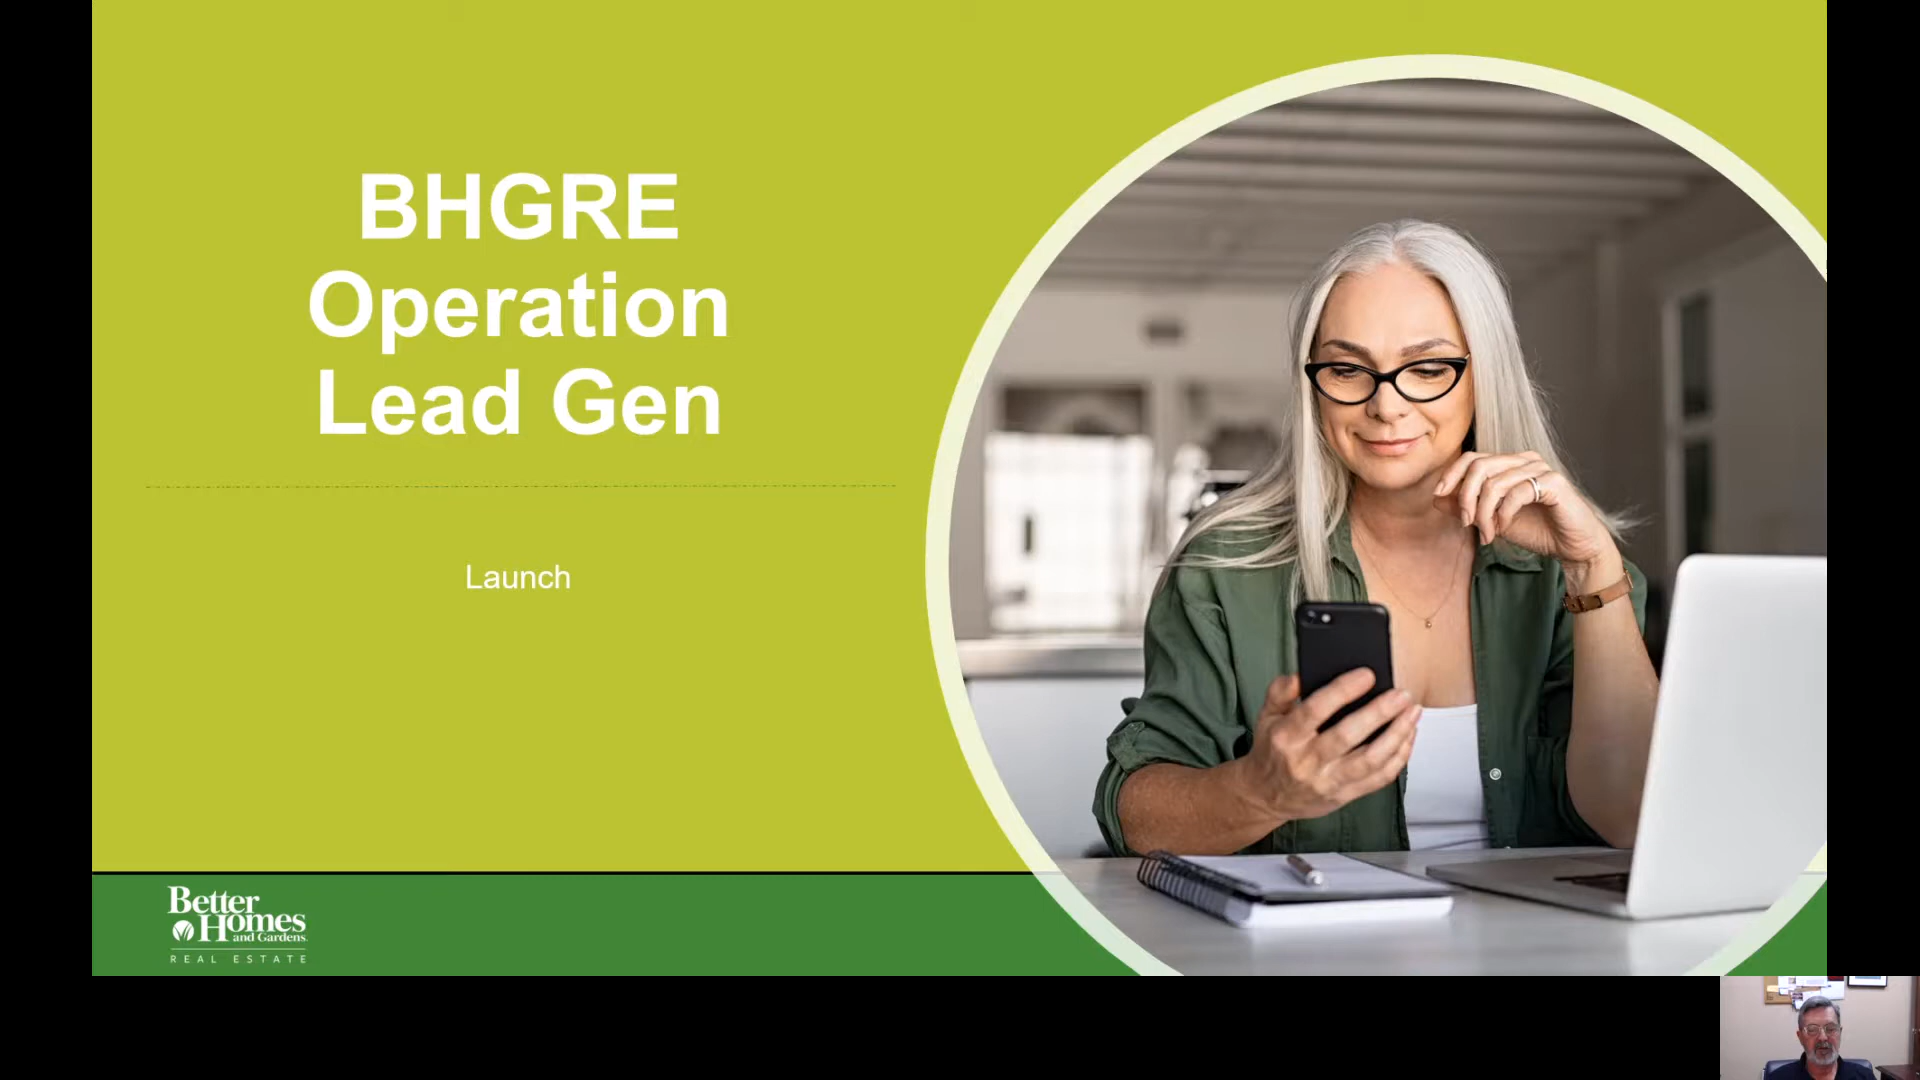 BHGRE
Operation
Lead Gen
Launch
Better
Homes
and Gardens
REAL ESTATE